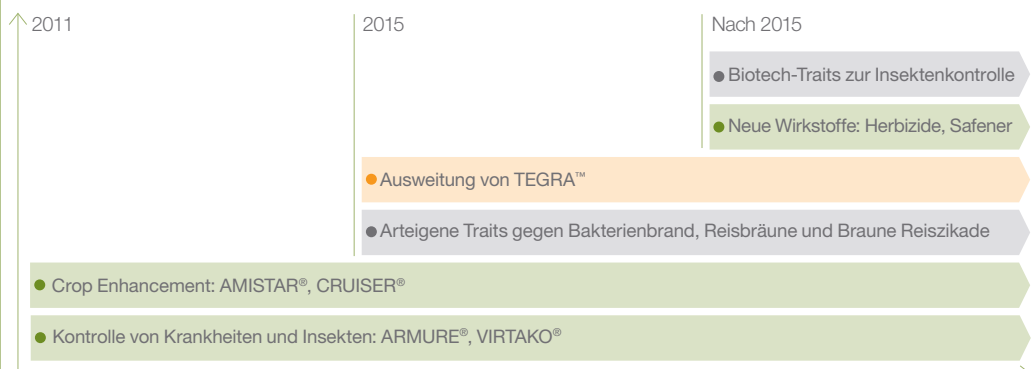 2011
2015
Nach 2015
Biotech-Traits zur Insektenkontrolle
Neue Wirkstoffe: Herbizide, Safener
Ausweitung von TEGRA™
Arteigene Traits gegen Bakterienbrand, Reisbräune und Braune Reiszikade
Crop Enhancement: AMISTAR®, CRUISER®
Kontrolle von Krankheiten und Insekten: ARMURE®, VIRTAKO®